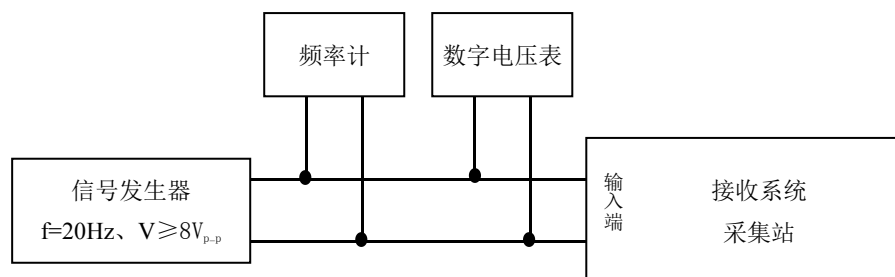 频率计
数字电压表
信号发生器
f=20Hz、V≥8Vp-p
输入端
接收系统
采集站